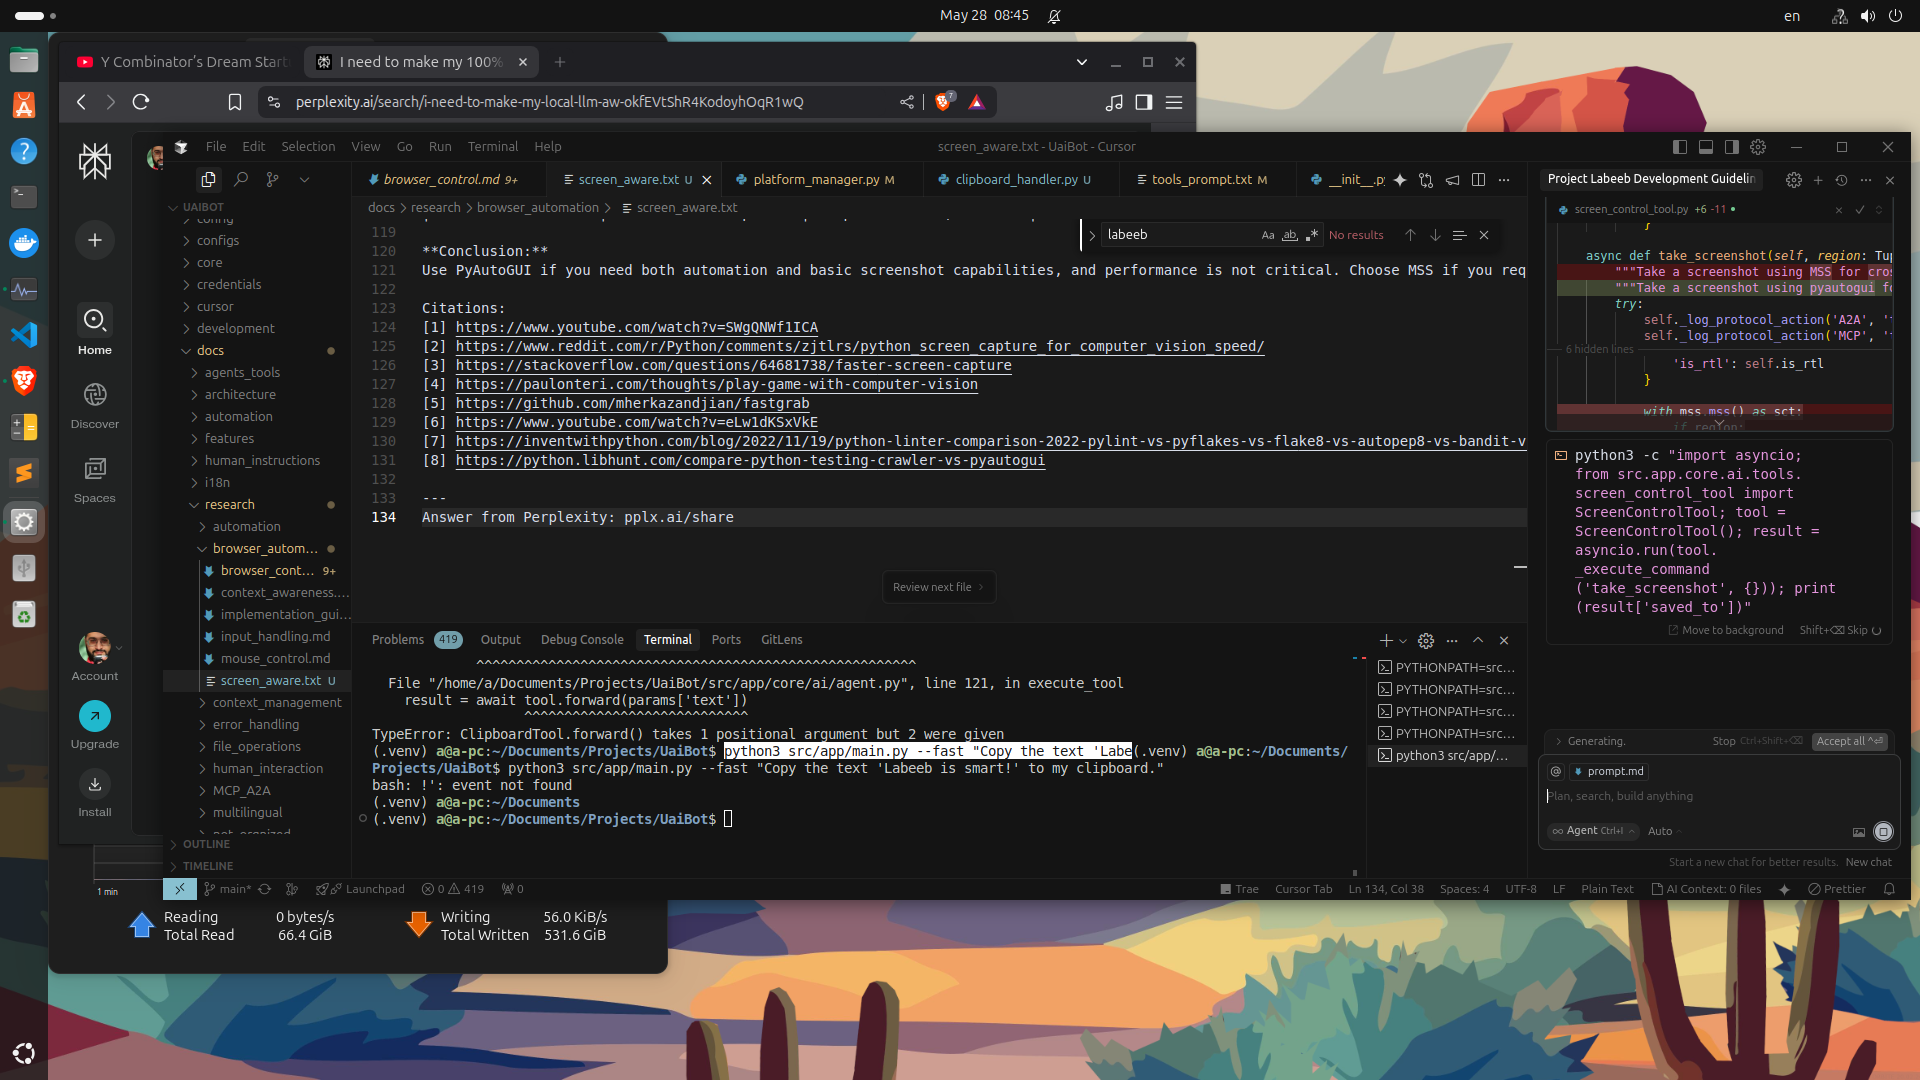 May 28  08:45
en
Y Combinator's Dream Start
I need to make my 100%
perplexity.ai/search/i-need-to-make-my-local-llm-aw-okfEVtShR4KodoyhOqR1wQ
7
Home
Discover
Spaces
Account
Upgrade
Install
File Edit Selection View Go Run Terminal Help
screen_aware.txt - UaiBot - Cursor
browser_control.md 9+
screen_aware.txt U
platform_manager.py M
clipboard_handler.py U
tools_prompt.txt M
__init__.py
docs > research > browser_automation > screen_aware.txt
UAIBOT
config
configs
core
credentials
cursor
development
docs
agents_tools
architecture
automation
features
human_instructions
i18n
research
automation
browser_autom...
browser_cont... 9+
context_awareness....
implementation_gui...
input_handling.md
mouse_control.md
screen_aware.txt U
context_management
error_handling
file_operations
human_interaction
MCP_A2A
multilingual
not_orgnized
OUTLINE
TIMELINE
labeeb
Aa ab
No results
119
120 **Conclusion:**
121 Use PyAutoGUI if you need both automation and basic screenshot capabilities, and performance is not critical. Choose MSS if you req
122
123 Citations:
124 [1] https://www.youtube.com/watch?v=SWgQNWf1ICA
125 [2] https://www.reddit.com/r/Python/comments/zjtlrs/python_screen_capture_for_computer_vision_speed/
126 [3] https://stackoverflow.com/questions/64681738/faster-screen-capture
127 [4] https://paulonteri.com/thoughts/play-game-with-computer-vision
128 [5] https://github.com/mherkazandjian/fastgrab
129 [6] https://www.youtube.com/watch?v=eLw1dKSxVkE
130 [7] https://inventwithpython.com/blog/2022/11/19/python-linter-comparison-2022-pylint-vs-pyflakes-vs-flake8-vs-autopep8-vs-bandit-v
131 [8] https://python.libhunt.com/compare-python-testing-crawler-vs-pyautogui
132
133 ---
134 Answer from Perplexity: pplx.ai/share
Review next file
Problems 419 Output Debug Console Terminal Ports GitLens
^^^^^^^^^^^^^^^^^^^^^^^^^^^^^^^^^^^^^^^^^^^^^^^^^^^^^^^
File "/home/a/Documents/Projects/UaiBot/src/app/core/ai/agent.py", line 121, in execute_tool
result = await tool.forward(params['text'])
^^^^^^^^^^^^^^^^^^^^^^^^^^^^
TypeError: ClipboardTool.forward() takes 1 positional argument but 2 were given
(.venv) a@a-pc:~/Documents/Projects/UaiBot$ python3 src/app/main.py --fast "Copy the text 'Labe(.venv) a@a-pc:~/Documents/
Projects/UaiBot$ python3 src/app/main.py --fast "Copy the text 'Labeeb is smart!' to my clipboard."
bash: !': event not found
(.venv) a@a-pc:~/Documents
(.venv) a@a-pc:~/Documents/Projects/UaiBot$
PYTHONPATH=src...
PYTHONPATH=src...
PYTHONPATH=src...
PYTHONPATH=src...
python3 src/app/...
Project Labeeb Development Guidelin
screen_control_tool.py +6 -11
}
async def take_screenshot(self, region: Tup
"""Take a screenshot using MSS for cros
"""Take a screenshot using pyautogui fo
try:
self._log_protocol_action('A2A', '
self._log_protocol_action('MCP', '
6 hidden lines
'is_rtl': self.is_rtl
}
with mss.mss() as sct:
if region:
python3 -c "import asyncio;
from src.app.core.ai.tools.
screen_control_tool import
ScreenControlTool; tool =
ScreenControlTool(); result =
asyncio.run(tool.
_execute_command
('take_screenshot', {})); print
(result['saved_to'])"
Move to background Shift+⌫ Skip
Generating. Stop Ctrl+Shift+⌫ Accept all ^⏎
@ prompt.md
Plan, search, build anything
∞ Agent Ctrl+I Auto
Start a new chat for better results. New chat
main* Launchpad 0 419 0
Trae Cursor Tab Ln 134, Col 38 Spaces: 4 UTF-8 LF Plain Text AI Context: 0 files Prettier
1 min
Reading 0 bytes/s
Total Read 66.4 GiB
Writing 56.0 KiB/s
Total Written 531.6 GiB